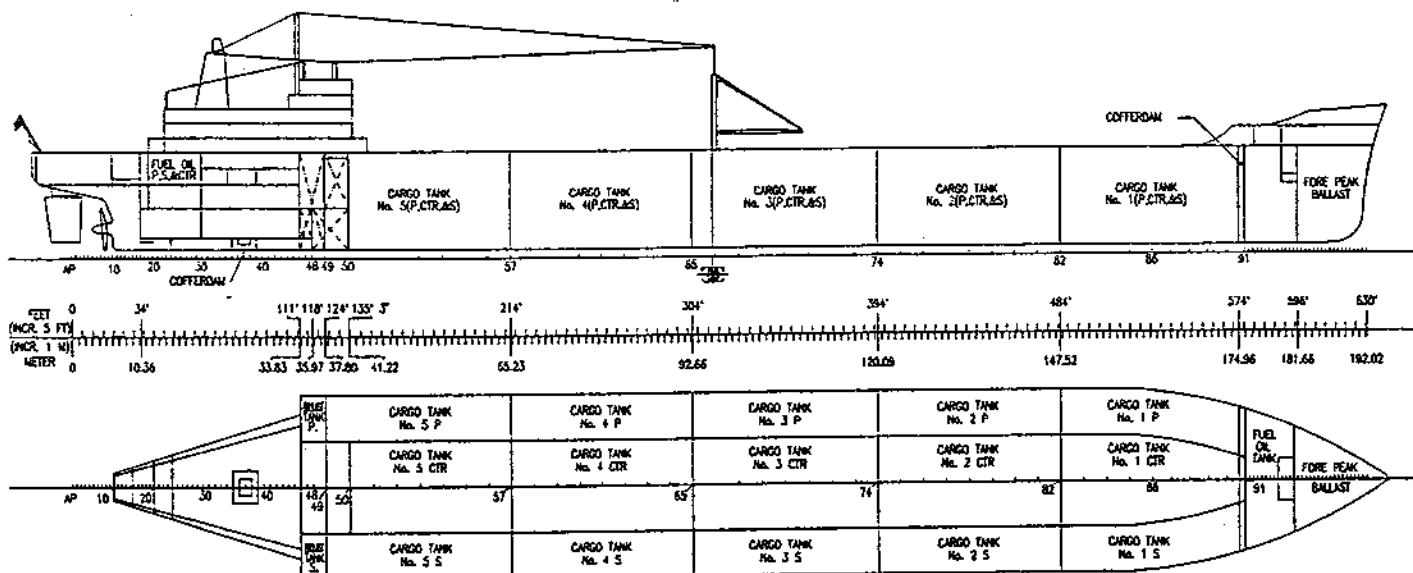 COFFERDAM
FUEL OIL
P,S,&CTR
CARGO TANK
No. 5(P,CTR,&S)
CARGO TANK
No. 4(P,CTR,&S)
CARGO TANK
No. 3(P,CTR,&S)
CARGO TANK
No. 2(P,CTR,&S)
CARGO TANK
No. 1(P,CTR,&S)
FORE PEAK
BALLAST
AP 10 20 30 40 48 49 50 57 65 74 82 86 91
COFFERDAM
FEET 0 34' 111' 118' 124' 135' 3" 214' 304' 394' 484' 574' 596' 630'
(INCR. 5 FT)
(INCR. 1 M)
METER 0 10.36 33.83 35.97 37.80 41.22 65.23 92.66 120.09 147.52 174.96 181.66 192.02
TANK
P.
CARGO TANK
No. 5 P
CARGO TANK
No. 4 P
CARGO TANK
No. 3 P
CARGO TANK
No. 2 P
CARGO TANK
No. 1 P
CARGO TANK
No. 5 CTR
CARGO TANK
No. 4 CTR
CARGO TANK
No. 3 CTR
CARGO TANK
No. 2 CTR
CARGO TANK
No. 1 CTR
FUEL
OIL
TANK
FORE PEAK
BALLAST
AP 10 20 30 40 48 49 50 57 65 74 82 86 91
TANK
S.
CARGO TANK
No. 5 S
CARGO TANK
No. 4 S
CARGO TANK
No. 3 S
CARGO TANK
No. 2 S
CARGO TANK
No. 1 S